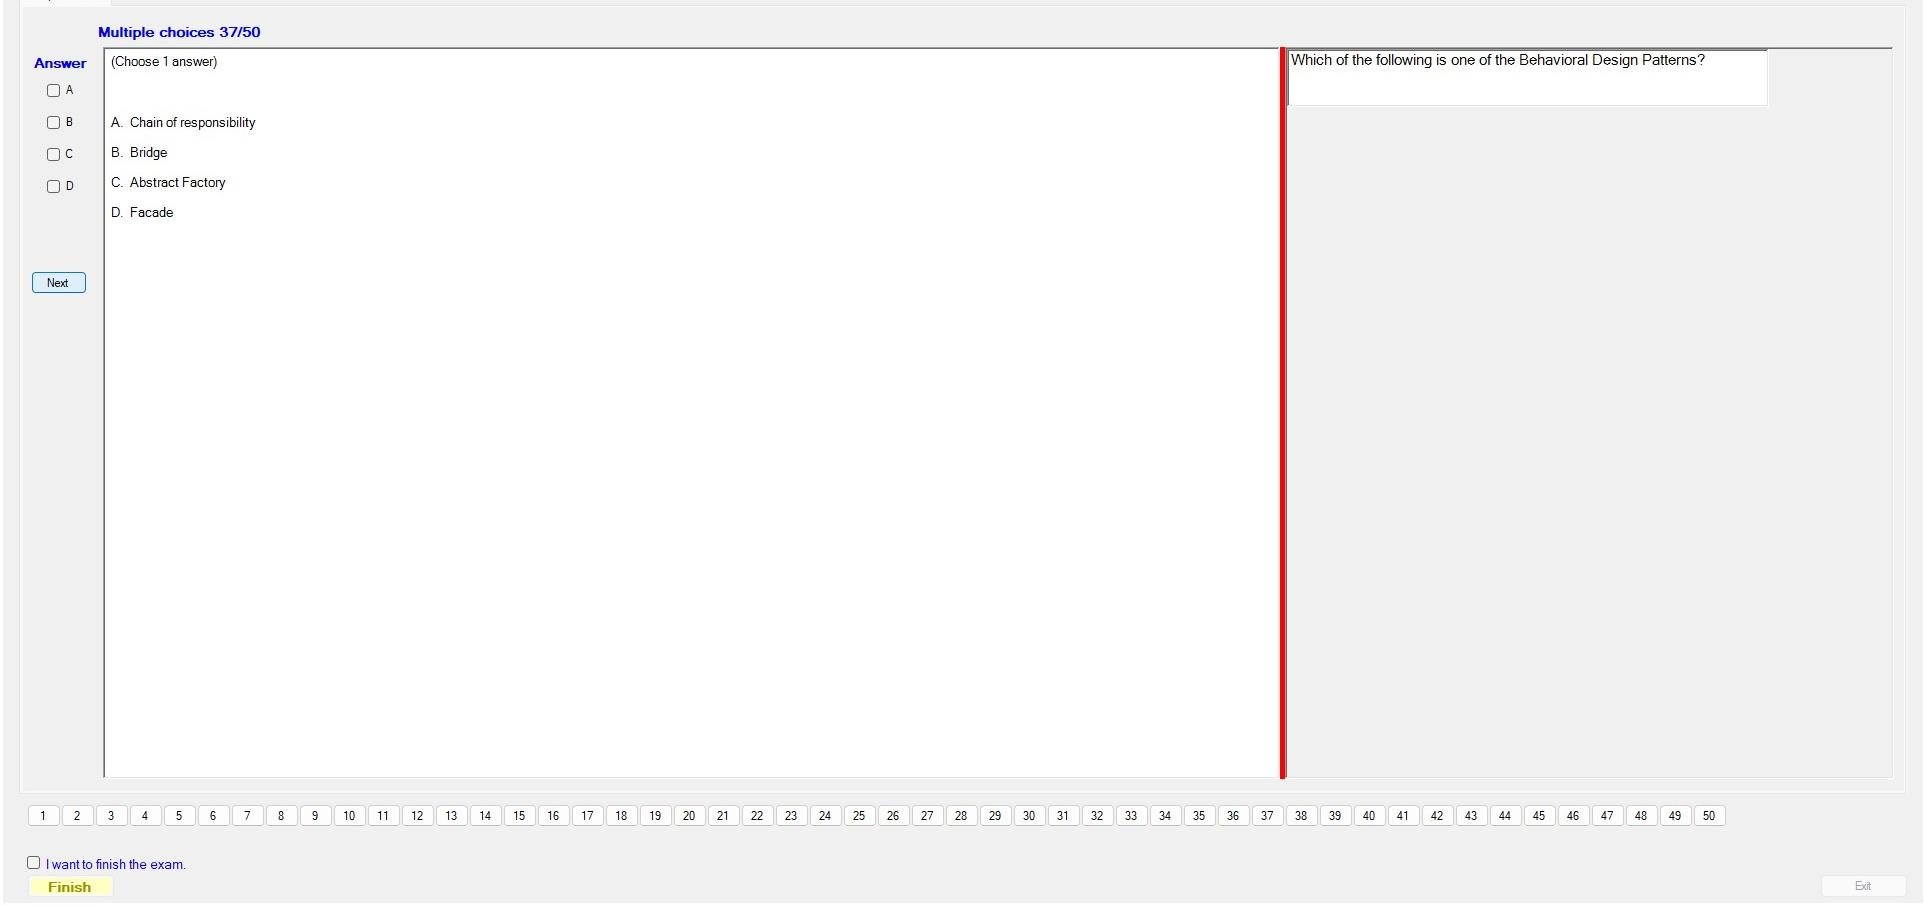 Multiple choices 37/50
Answer
A
B
C
D
Next
(Choose 1 answer)
A. Chain of responsibility
B. Bridge
C. Abstract Factory
D. Facade
Which of the following is one of the Behavioral Design Patterns?
1 2 3 4 5 6 7 8 9 10 11 12 13 14 15 16 17 18 19 20 21 22 23 24 25 26 27 28 29 30 31 32 33 34 35 36 37 38 39 40 41 42 43 44 45 46 47 48 49 50
I want to finish the exam.
Finish
Exit